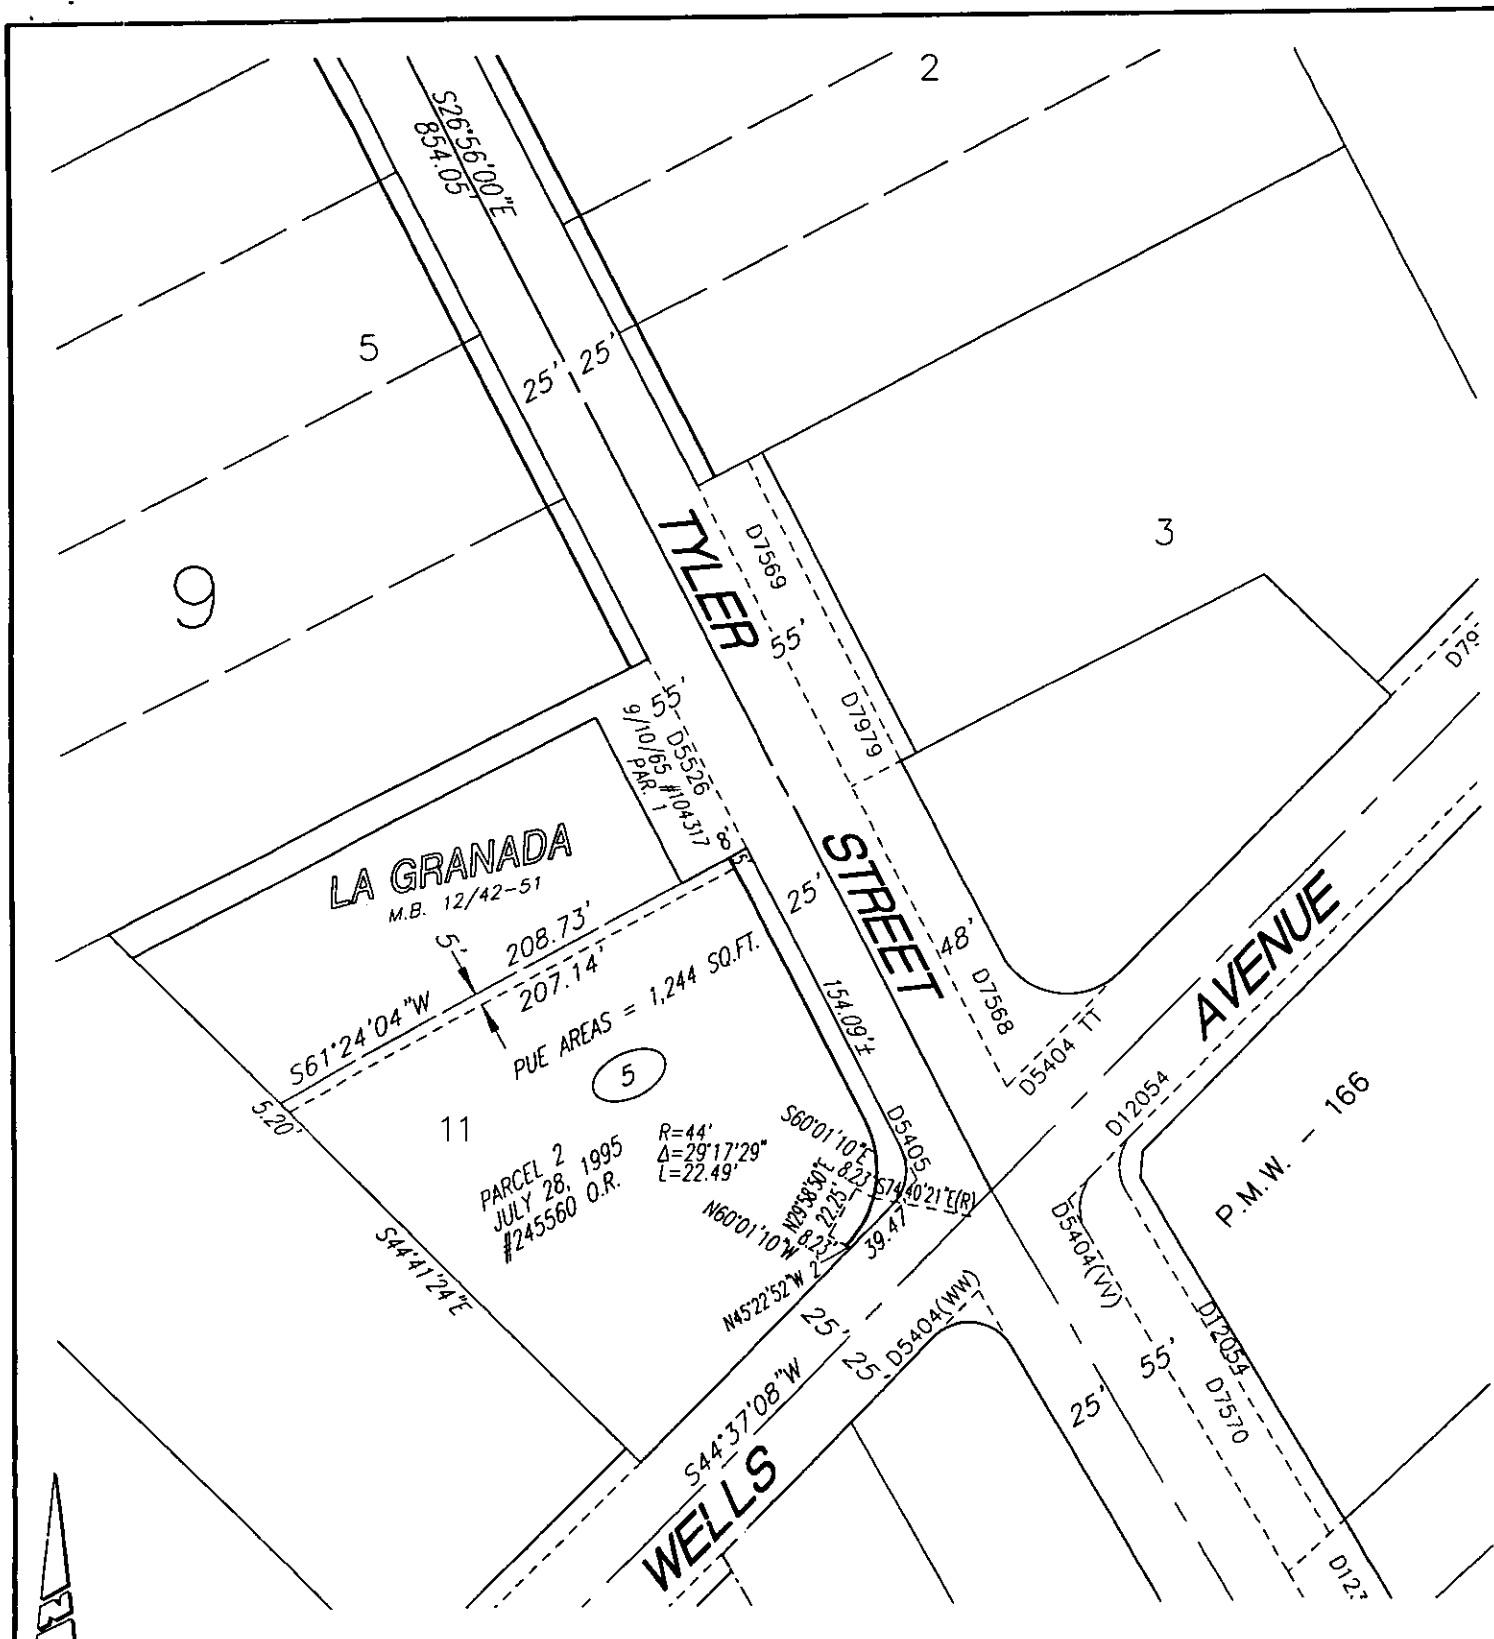 2
S26°56'00"E
854.05'
5
25'
25'
3
TYLER
D7569
9
55'
D7979
55'
D5526
9/10/65 #104317
PAR. 1
8'
5'
LA GRANADA
M.B. 12/42-51
STREET
25'
48'
D7568
AVENUE
5'
208.73'
207.14'
S61°24'04"W
PUE AREAS = 1,244 SQ.FT.
154.09'±
D5404 TT
5
5.20'
11
R=44'
Δ=29°17'29"
L=22.49'
PARCEL 2
JULY 28, 1995
#245560 O.R.
S60°01'10"E
8.23'
D5405
S74°40'21"E(R)
N29°58'50"E
22.25'
N60°01'10"W
8.23'
39.47'
N45°22'52"W 2'
S44°41'24"E
D12054
P.M.W. - 166
D5404(VV)
25'
25'
D5404(WW)
D12054
55'
25'
D7570
S44°37'08"W
WELLS
N